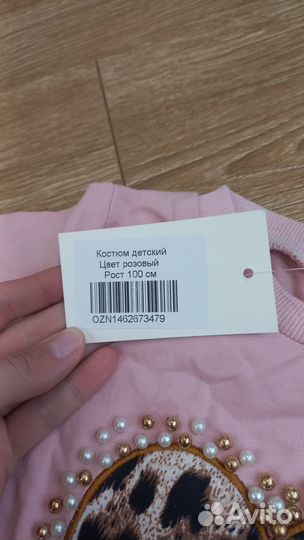 Костюм детский
Цвет розовый
Рост 100 см
OZN1462673479
Avito